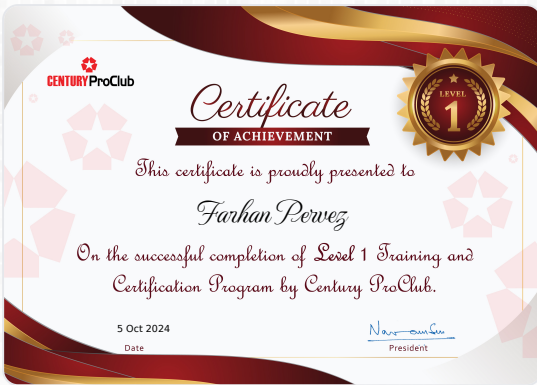 CENTURY ProClub
LEVEL
1
Certificate
OF ACHIEVEMENT
This certificate is proudly presented to
Farhan Pervez
On the successful completion of Level 1 Training and
Certification Program by Century ProClub.
5 Oct 2024
Date
President